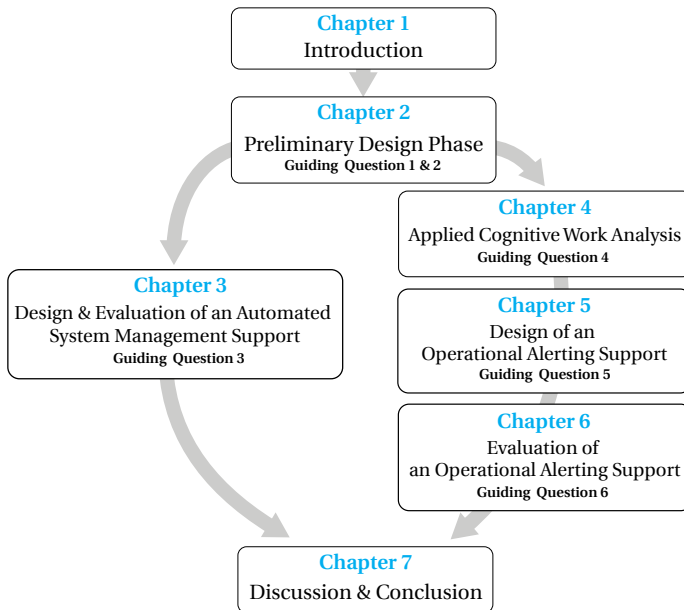 Chapter 1
Introduction
Chapter 2
Preliminary Design Phase
Guiding Question 1 & 2
Chapter 3
Design & Evaluation of an Automated
System Management Support
Guiding Question 3
Chapter 4
Applied Cognitive Work Analysis
Guiding Question 4
Chapter 5
Design of an
Operational Alerting Support
Guiding Question 5
Chapter 6
Evaluation of
an Operational Alerting Support
Guiding Question 6
Chapter 7
Discussion & Conclusion